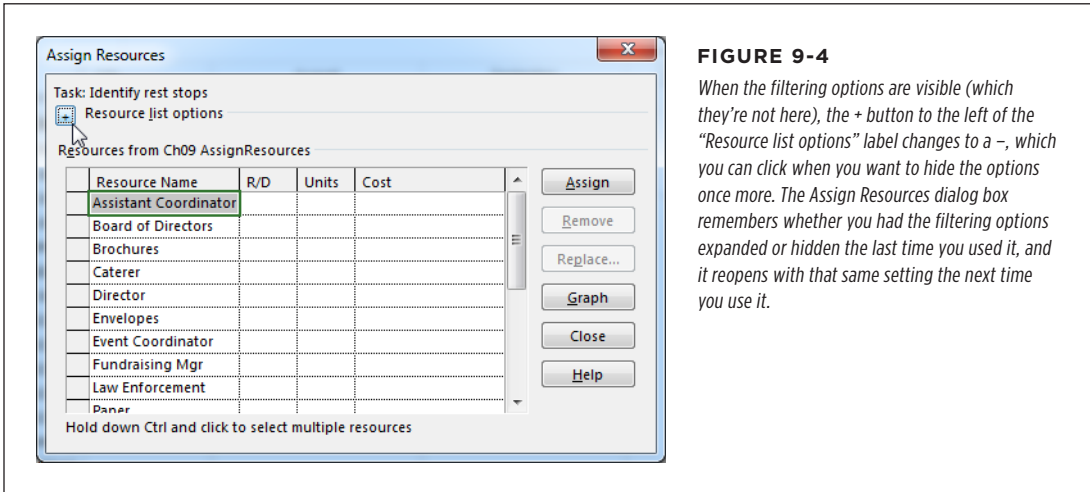 Assign Resources
X
Task: Identify rest stops
+ Resource list options
Resources from Ch09 AssignResources
Resource Name R/D Units Cost
Assistant Coordinator
Board of Directors
Brochures
Caterer
Director
Envelopes
Event Coordinator
Fundraising Mgr
Law Enforcement
Paper
Assign
Remove
Replace...
Graph
Close
Help
Hold down Ctrl and click to select multiple resources
FIGURE 9-4
When the filtering options are visible (which
they're not here), the + button to the left of the
“Resource list options” label changes to a –, which
you can click when you want to hide the options
once more. The Assign Resources dialog box
remembers whether you had the filtering options
expanded or hidden the last time you used it, and
it reopens with that same setting the next time
you use it.